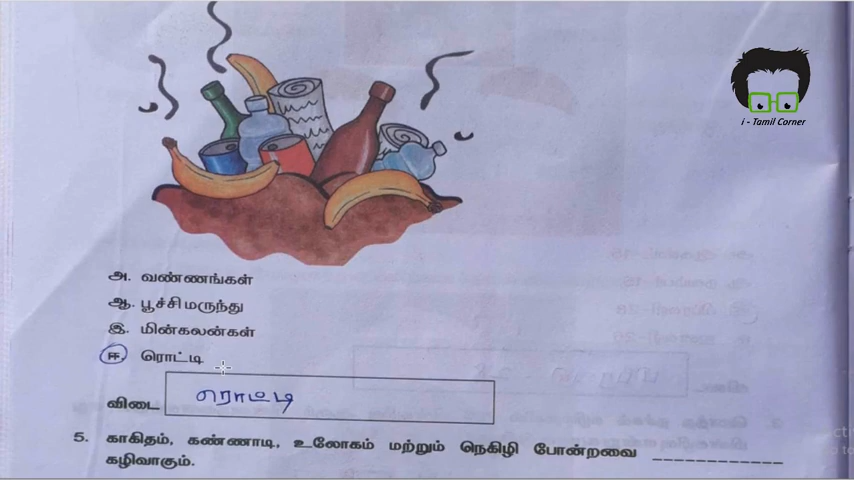 i - Tamil Corner
அ. வண்ணங்கள்
ஆ. பூச்சிமருந்து
இ. மின்கலன்கள்
ஈ. ரொட்டி
விடை ரொட்டி
5. காகிதம், கண்ணாடி, உலோகம் மற்றும் நெகிழி போன்றவை ____________
கழிவாகும்.